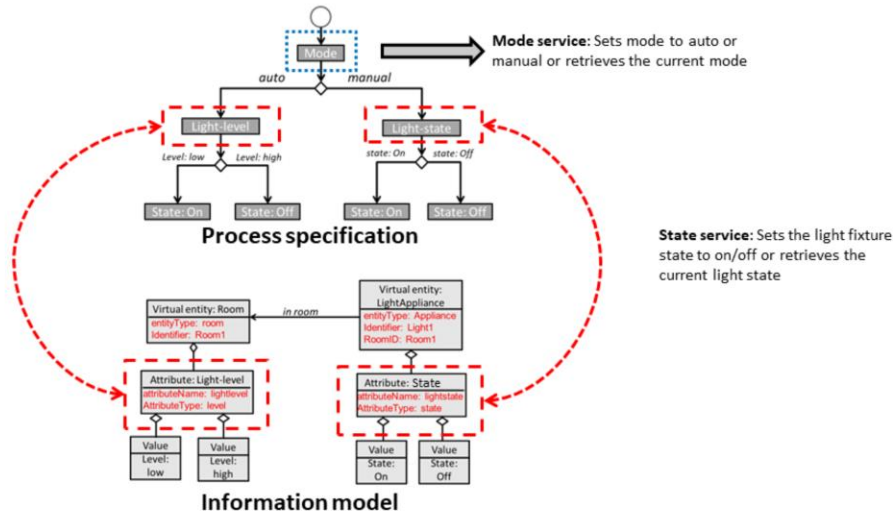 Mode
Mode service: Sets mode to auto or
manual or retrieves the current mode
auto
manual
Light-level
Light-state
Level: low
Level: high
state: On
state: Off
State: On
State: Off
State: On
State: Off
Process specification
State service: Sets the light fixture
state to on/off or retrieves the
current light state
Virtual entity: Room
entityType: room
Identifier: Room1
in room
Virtual entity:
LightAppliance
entityType: Appliance
Identifier: Light1
RoomID: Room1
Attribute: Light-level
attributeName: lightlevel
AttributeType: level
Attribute: State
attributeName: lightstate
AttributeType: state
Value
Level:
low
Value
Level:
high
Value
State:
On
Value
State:
Off
Information model